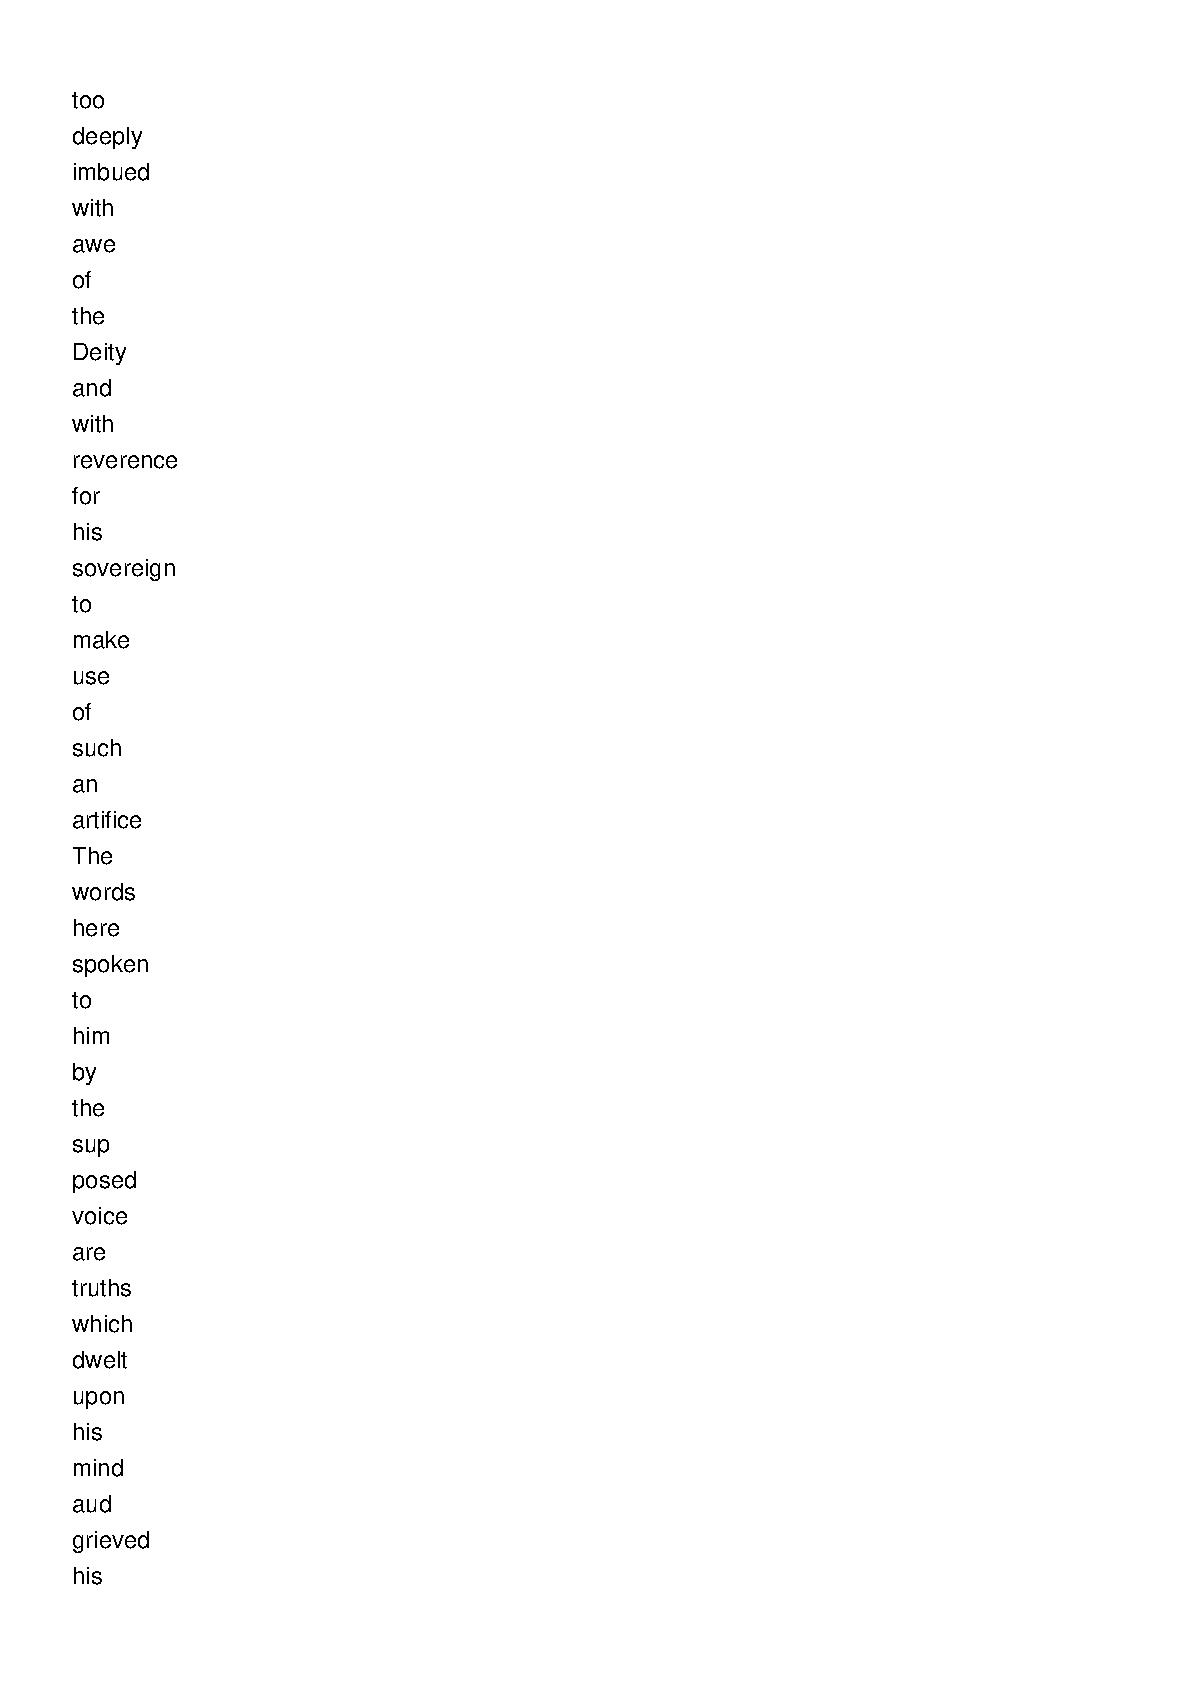 too
deeply
imbued
with
awe
of
the
Deity
and
with
reverence
for
his
sovereign
to
make
use
of
such
an
artifice
The
words
here
spoken
to
him
by
the
sup
posed
voice
are
truths
which
dwelt
upon
his
mind
aud
grieved
his